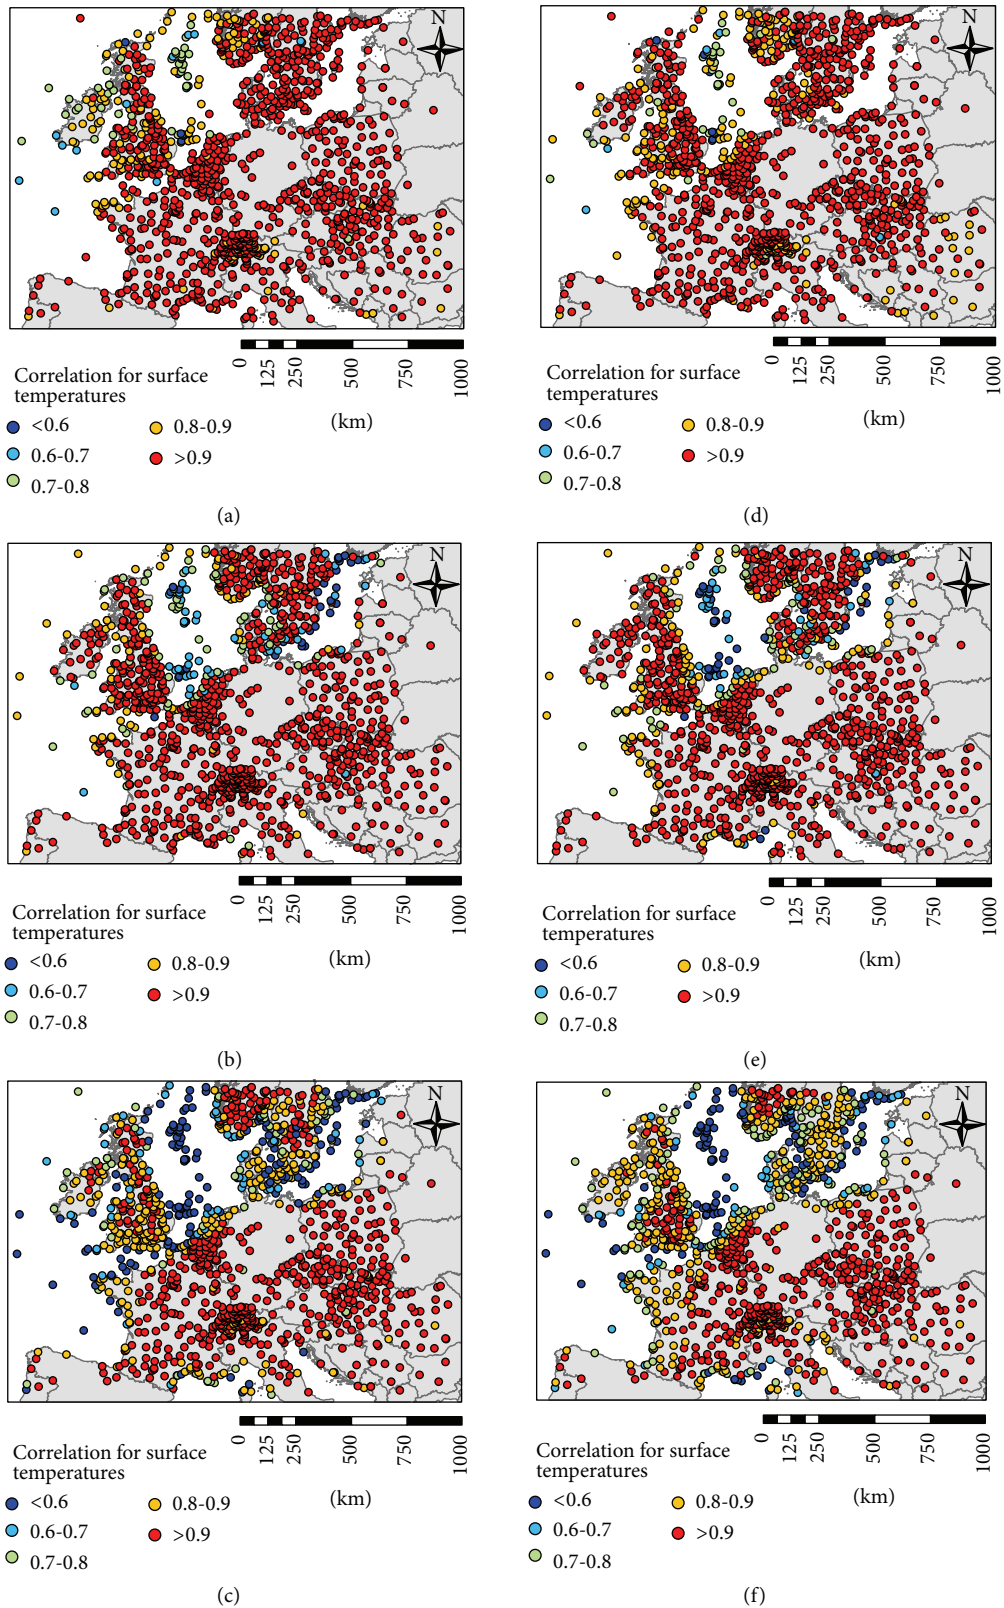 N
0
125
250
500
750
1000
Correlation for surface
temperatures
(km)
<0.6
0.8-0.9
0.6-0.7
>0.9
0.7-0.8
(a)
N
0
125
250
500
750
1000
Correlation for surface
temperatures
(km)
<0.6
0.8-0.9
0.6-0.7
>0.9
0.7-0.8
(d)
N
0
125
250
500
750
1000
Correlation for surface
temperatures
(km)
<0.6
0.8-0.9
0.6-0.7
>0.9
0.7-0.8
(b)
N
0
125
250
500
750
1000
Correlation for surface
temperatures
(km)
<0.6
0.8-0.9
0.6-0.7
>0.9
0.7-0.8
(e)
N
0
125
250
500
750
1000
Correlation for surface
temperatures
(km)
<0.6
0.8-0.9
0.6-0.7
>0.9
0.7-0.8
(c)
N
0
125
250
500
750
1000
Correlation for surface
temperatures
(km)
<0.6
0.8-0.9
0.6-0.7
>0.9
0.7-0.8
(f)